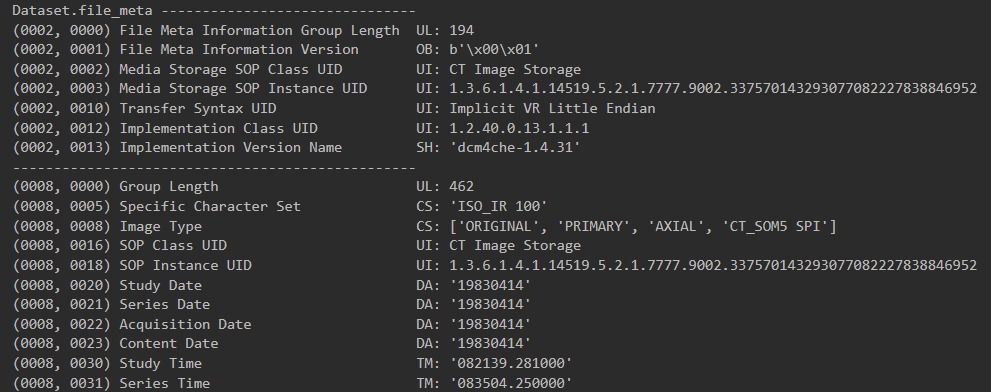 Dataset.file_meta -------------------------------
(0002, 0000) File Meta Information Group Length  UL: 194
(0002, 0001) File Meta Information Version       OB: b'\x00\x01'
(0002, 0002) Media Storage SOP Class UID         UI: CT Image Storage
(0002, 0003) Media Storage SOP Instance UID      UI: 1.3.6.1.4.1.14519.5.2.1.7777.9002.337570143293077082227838846952
(0002, 0010) Transfer Syntax UID                 UI: Implicit VR Little Endian
(0002, 0012) Implementation Class UID            UI: 1.2.40.0.13.1.1.1
(0002, 0013) Implementation Version Name         SH: 'dcm4che-1.4.31'
-------------------------------------------------
(0008, 0000) Group Length                        UL: 462
(0008, 0005) Specific Character Set              CS: 'ISO_IR 100'
(0008, 0008) Image Type                          CS: ['ORIGINAL', 'PRIMARY', 'AXIAL', 'CT_SOM5 SPI']
(0008, 0016) SOP Class UID                       UI: CT Image Storage
(0008, 0018) SOP Instance UID                    UI: 1.3.6.1.4.1.14519.5.2.1.7777.9002.337570143293077082227838846952
(0008, 0020) Study Date                          DA: '19830414'
(0008, 0021) Series Date                         DA: '19830414'
(0008, 0022) Acquisition Date                    DA: '19830414'
(0008, 0023) Content Date                        DA: '19830414'
(0008, 0030) Study Time                          TM: '082139.281000'
(0008, 0031) Series Time                         TM: '083504.250000'